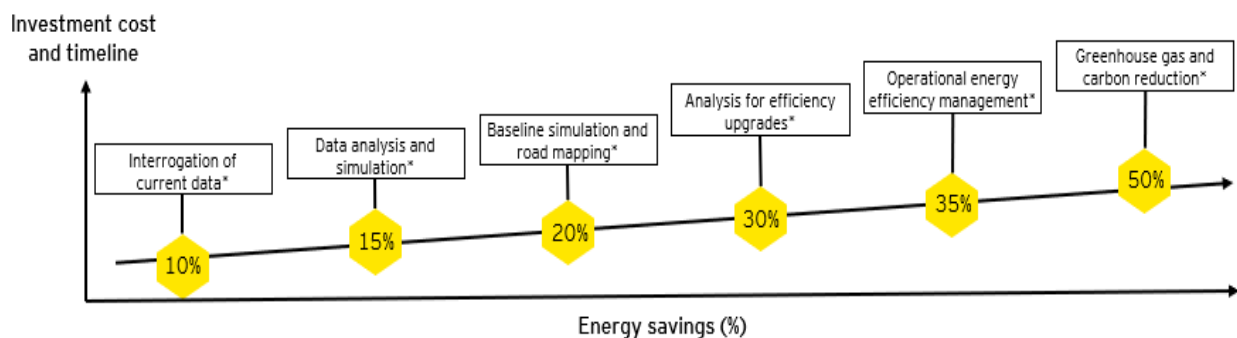 Investment cost
and timeline
Greenhouse gas and
carbon reduction*
Operational energy
efficiency management*
Analysis for efficiency
upgrades*
Baseline simulation and
road mapping*
Data analysis and
simulation*
Interrogation of
current data*
10%
15%
20%
30%
35%
50%
Energy savings (%)